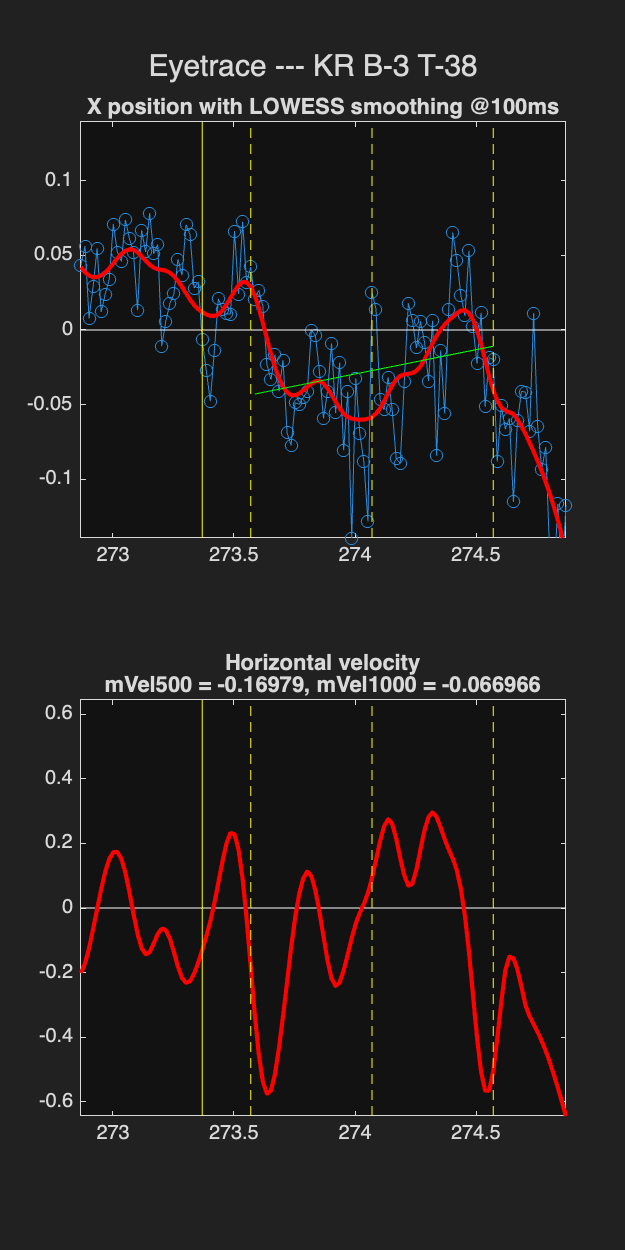 Eyetrace --- KR B-3 T-38
X position with LOWESS smoothing @100ms
0.1
0.05
0
-0.05
-0.1
273 273.5 274 274.5
Horizontal velocity
mVel500 = -0.16979, mVel1000 = -0.066966
0.6
0.4
0.2
0
-0.2
-0.4
-0.6
273 273.5 274 274.5